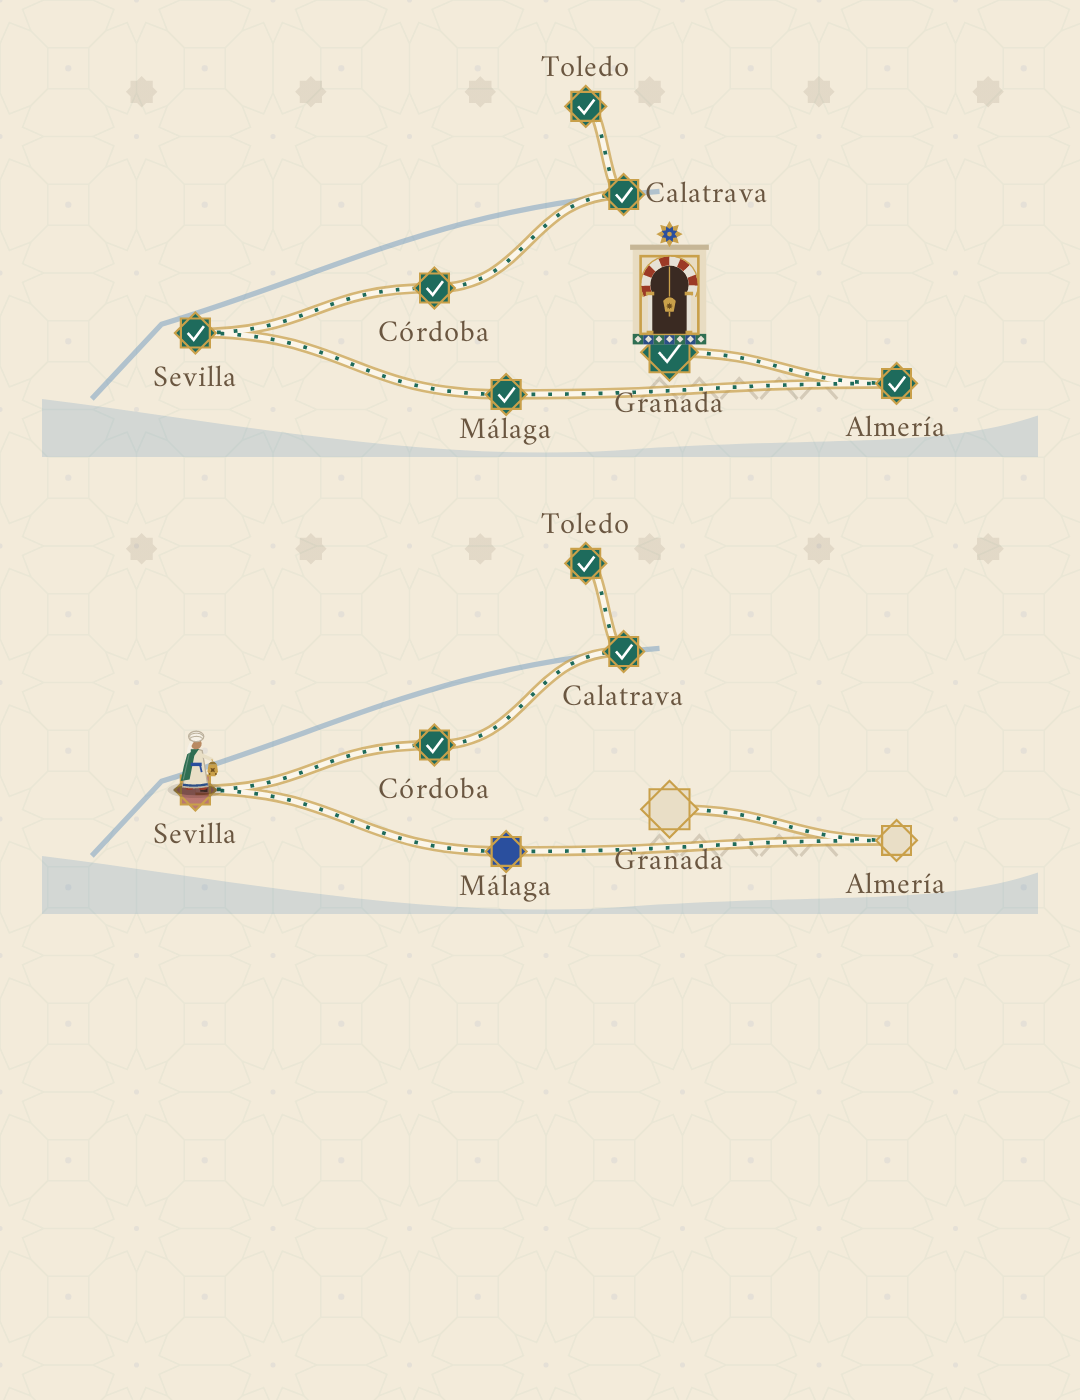 Toledo
Calatrava
Córdoba
Sevilla
Granada
Málaga
Almería
Toledo
Calatrava
Córdoba
Sevilla
Granada
Málaga
Almería